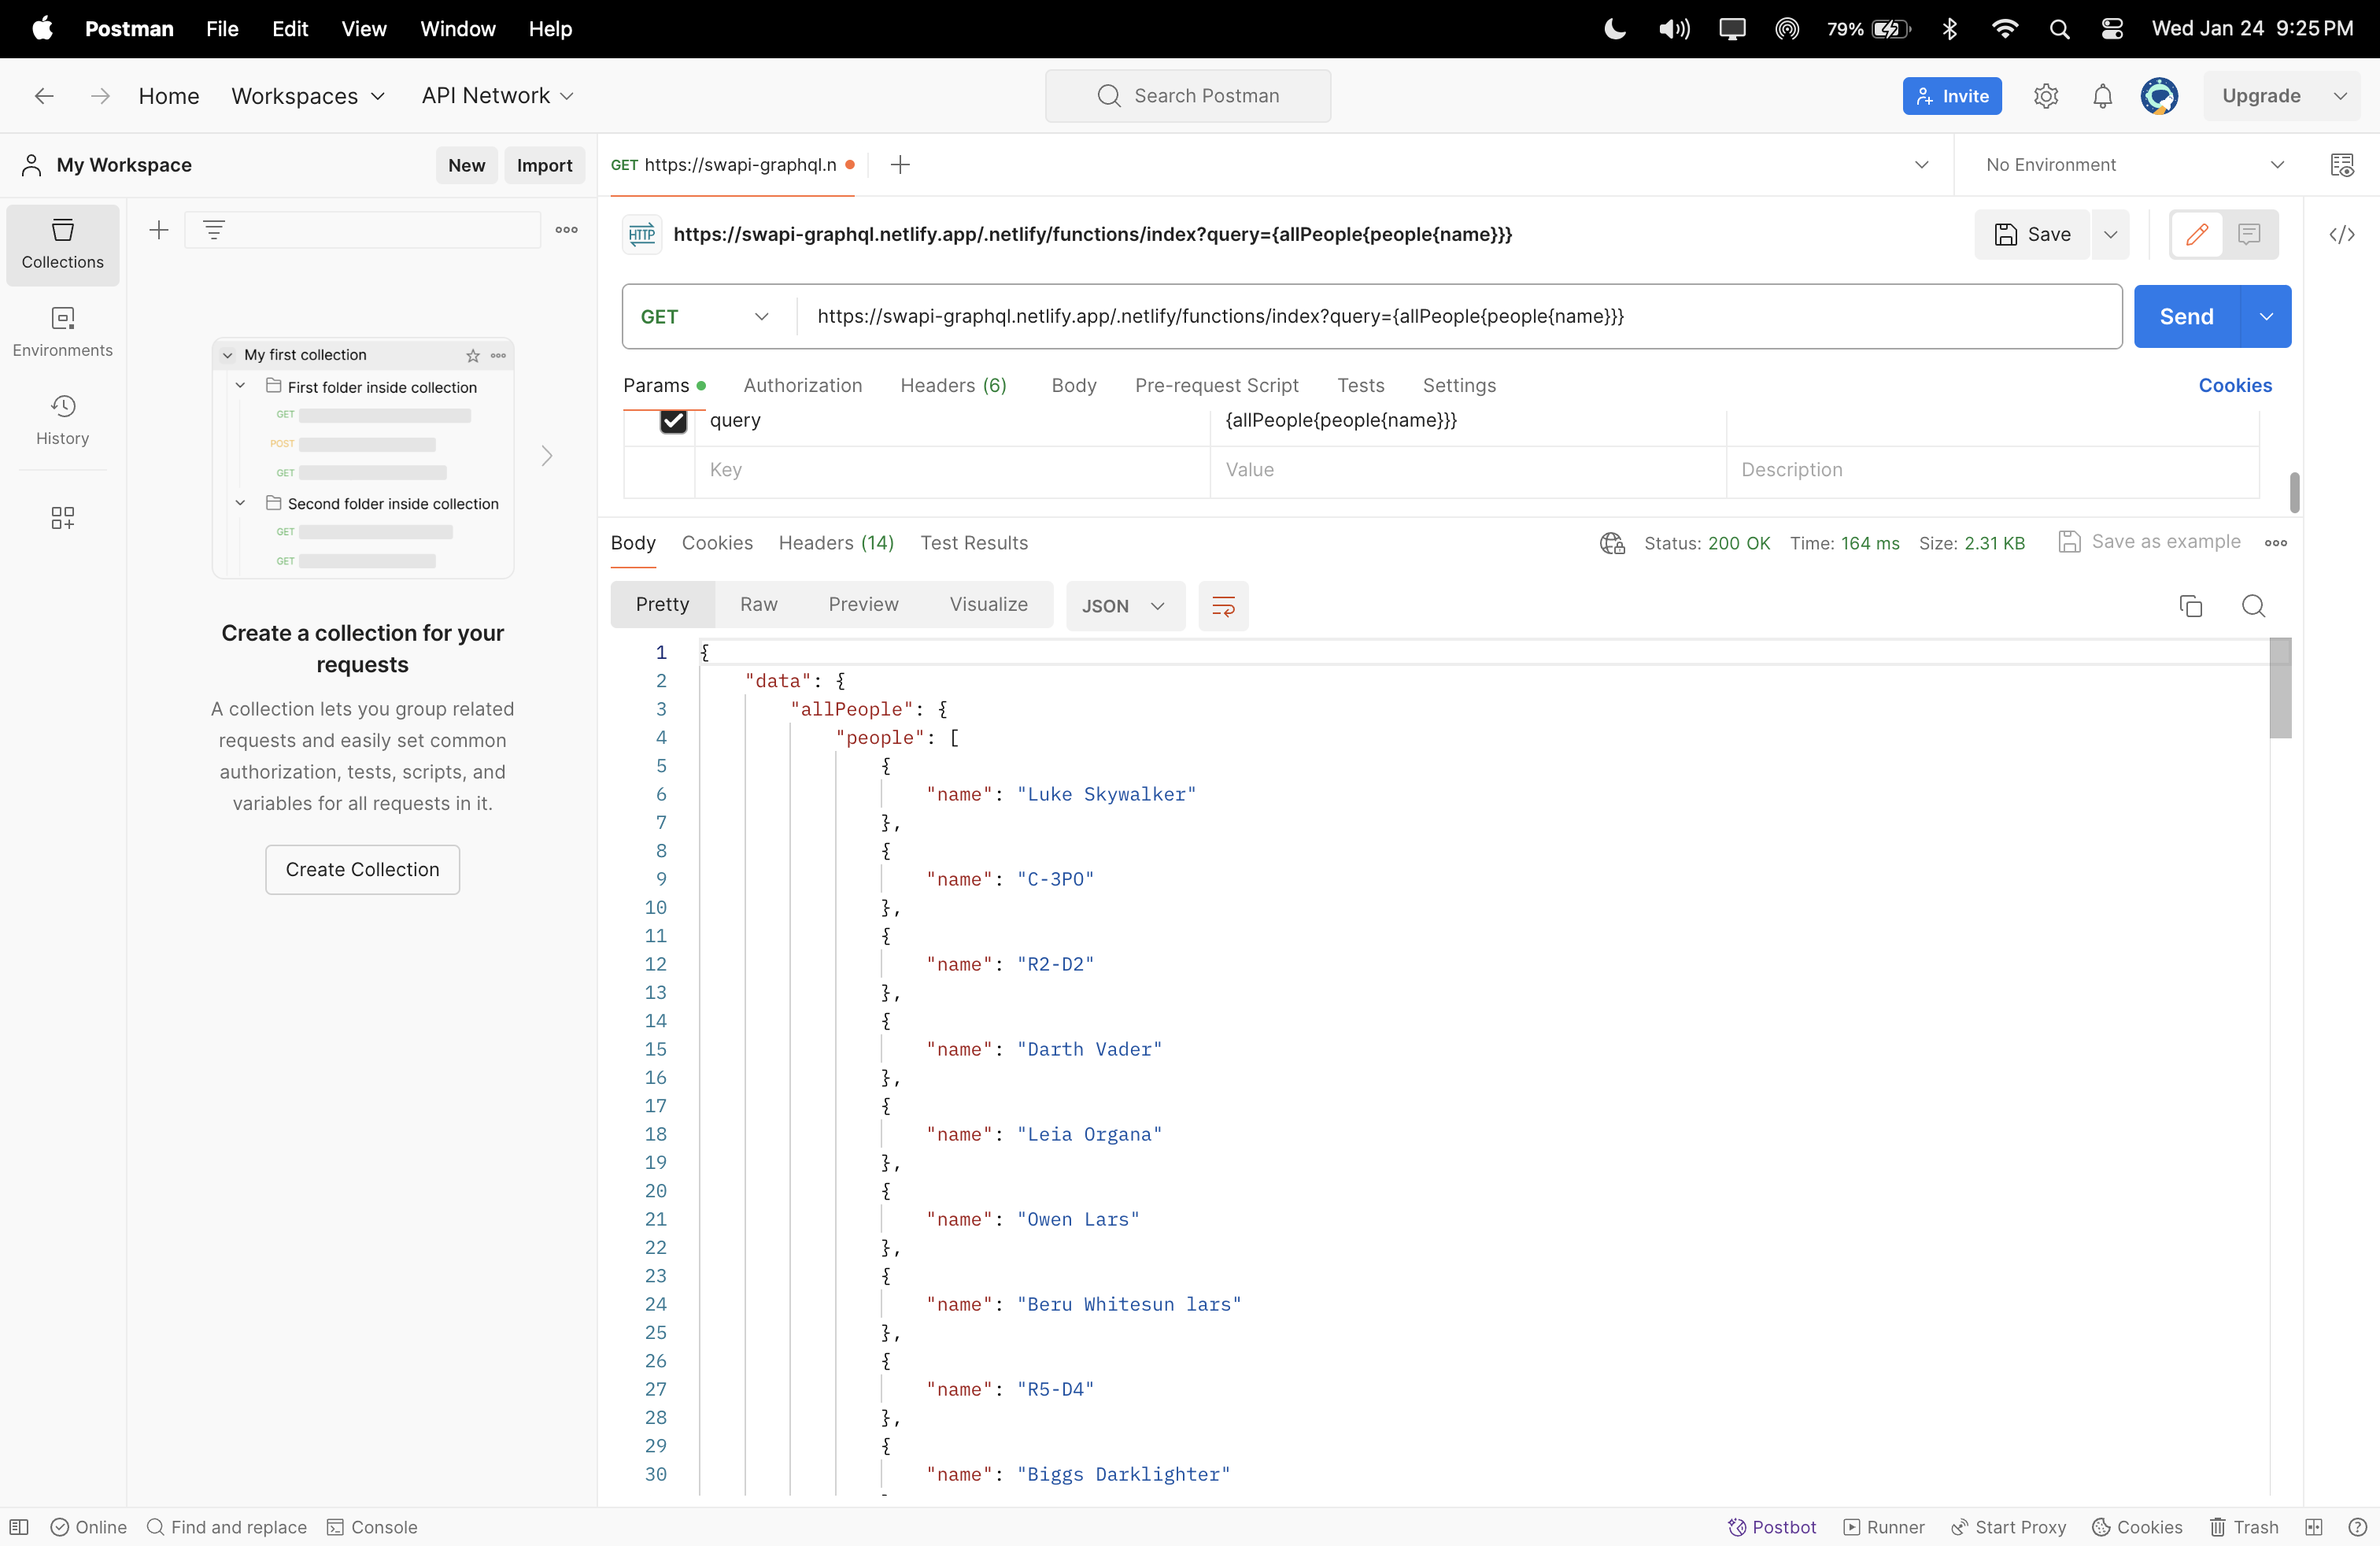 Postman File Edit View Window Help 79% Wed Jan 24 9:25 PM
Home Workspaces API Network Search Postman Invite Upgrade
My Workspace New Import GET https://swapi-graphql.n No Environment
Collections
Environments
History
My first collection
First folder inside collection
GET
POST
GET
Second folder inside collection
GET
GET
Create a collection for your
requests
A collection lets you group related
requests and easily set common
authorization, tests, scripts, and
variables for all requests in it.
Create Collection
HTTP https://swapi-graphql.netlify.app/.netlify/functions/index?query={allPeople{people{name}}} Save
GET https://swapi-graphql.netlify.app/.netlify/functions/index?query={allPeople{people{name}}} Send
Params Authorization Headers (6) Body Pre-request Script Tests Settings Cookies
query {allPeople{people{name}}}
Key Value Description
Body Cookies Headers (14) Test Results Status: 200 OK Time: 164 ms Size: 2.31 KB Save as example
Pretty Raw Preview Visualize JSON
1 {
2 "data": {
3 "allPeople": {
4 "people": [
5 {
6 "name": "Luke Skywalker"
7 },
8 {
9 "name": "C-3PO"
10 },
11 {
12 "name": "R2-D2"
13 },
14 {
15 "name": "Darth Vader"
16 },
17 {
18 "name": "Leia Organa"
19 },
20 {
21 "name": "Owen Lars"
22 },
23 {
24 "name": "Beru Whitesun lars"
25 },
26 {
27 "name": "R5-D4"
28 },
29 {
30 "name": "Biggs Darklighter"
Online Find and replace Console Postbot Runner Start Proxy Cookies Trash